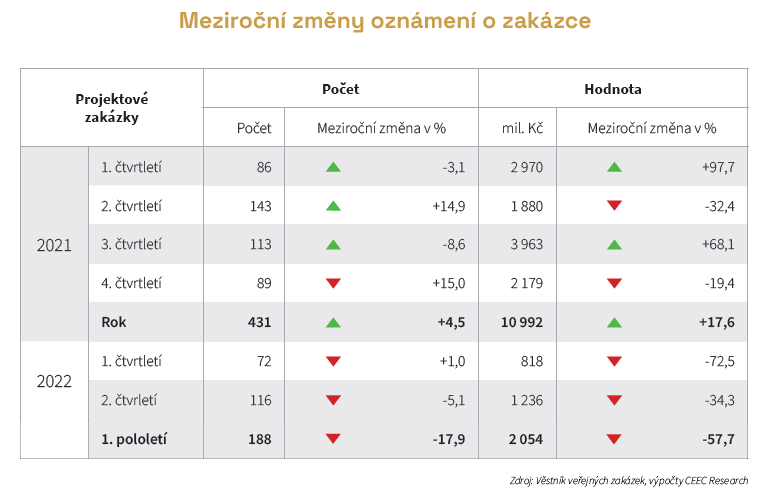 Meziroční změny oznámení o zakázce
Projektové zakázky Počet Hodnota
Počet Meziroční změna v % mil. Kč Meziroční změna v %
2021
1. čtvrtletí 86 -3,1 2 970 +97,7
2. čtvrtletí 143 +14,9 1 880 -32,4
3. čtvrtletí 113 -8,6 3 963 +68,1
4. čtvrtletí 89 +15,0 2 179 -19,4
Rok 431 +4,5 10 992 +17,6
2022
1. čtvrtletí 72 +1,0 818 -72,5
2. čtvrletí 116 -5,1 1 236 -34,3
1. pololetí 188 -17,9 2 054 -57,7
Zdroj: Věstník veřejných zakázek, výpočty CEEC Research